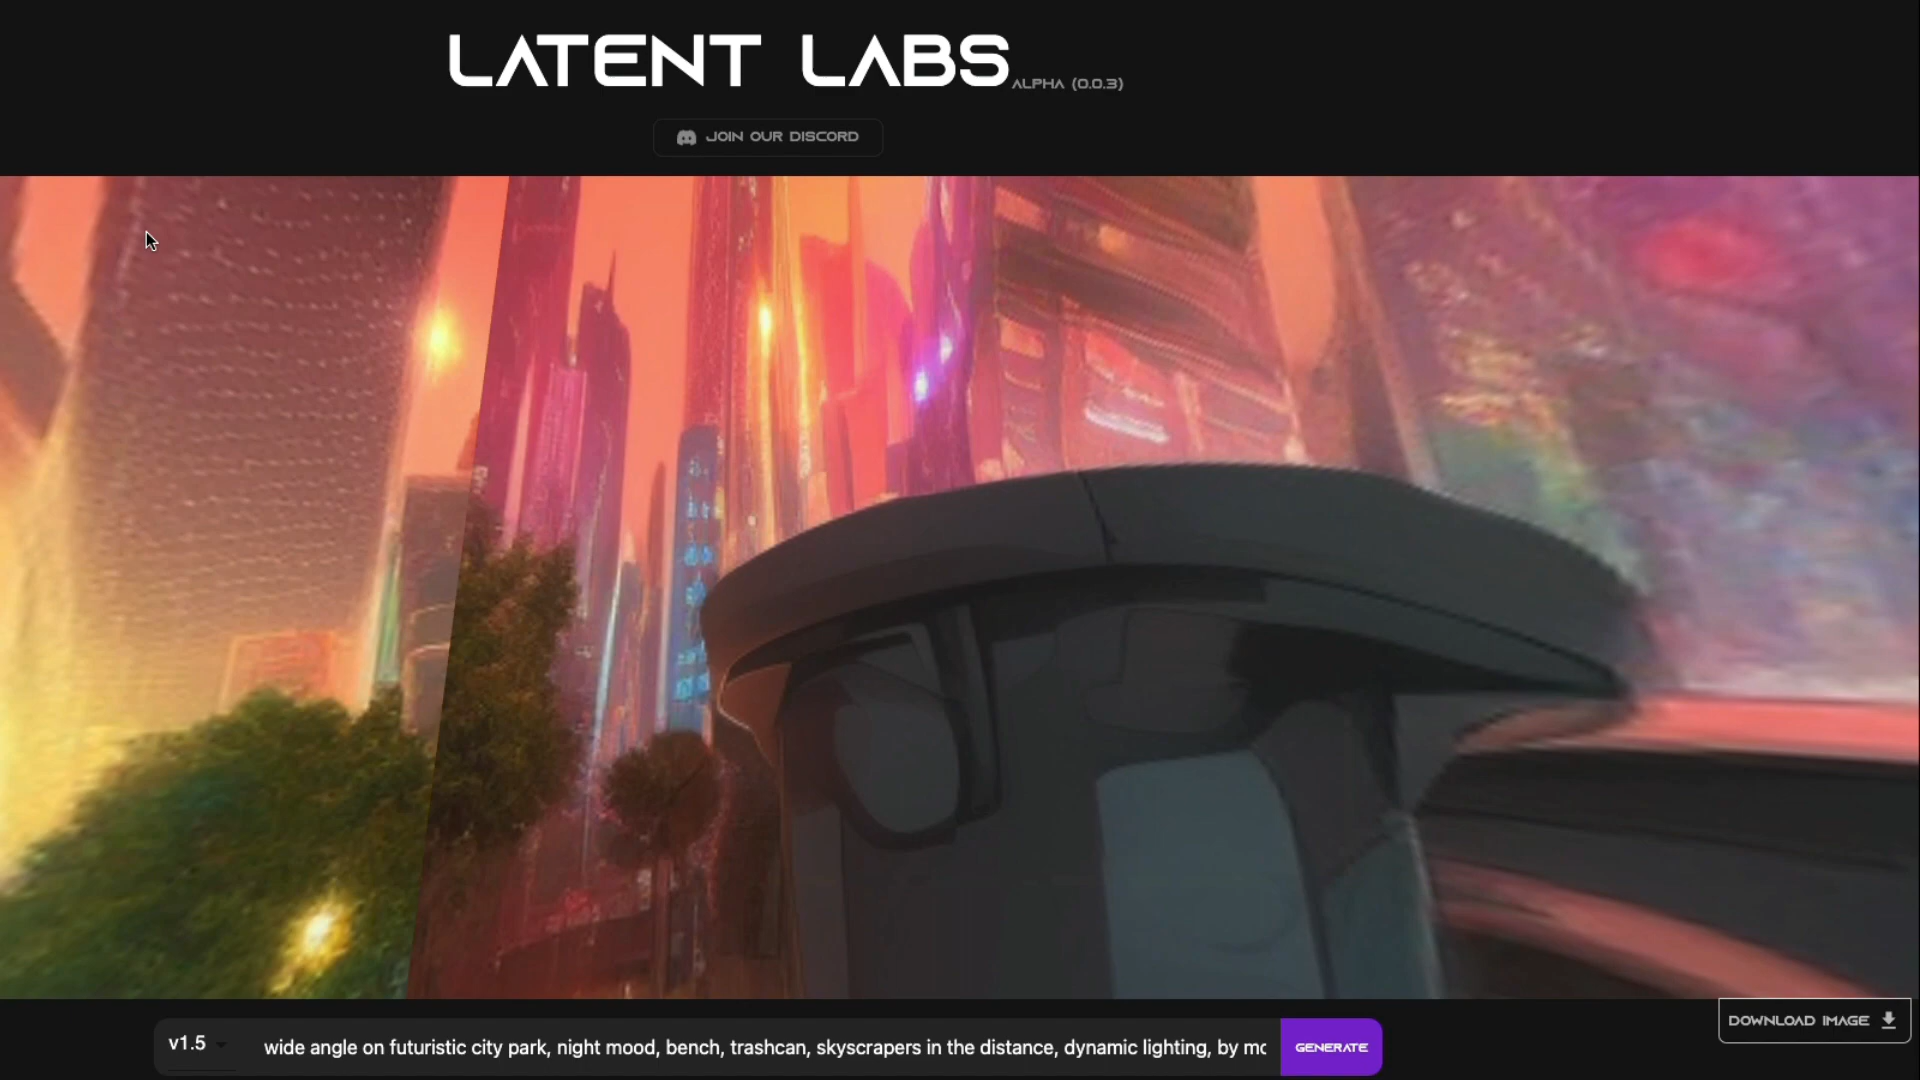 LATENT LABS ALPHA (0.0.3)
JOIN OUR DISCORD
DOWNLOAD IMAGE
v1.5 wide angle on futuristic city park, night mood, bench, trashcan, skyscrapers in the distance, dynamic lighting, by mc GENERATE